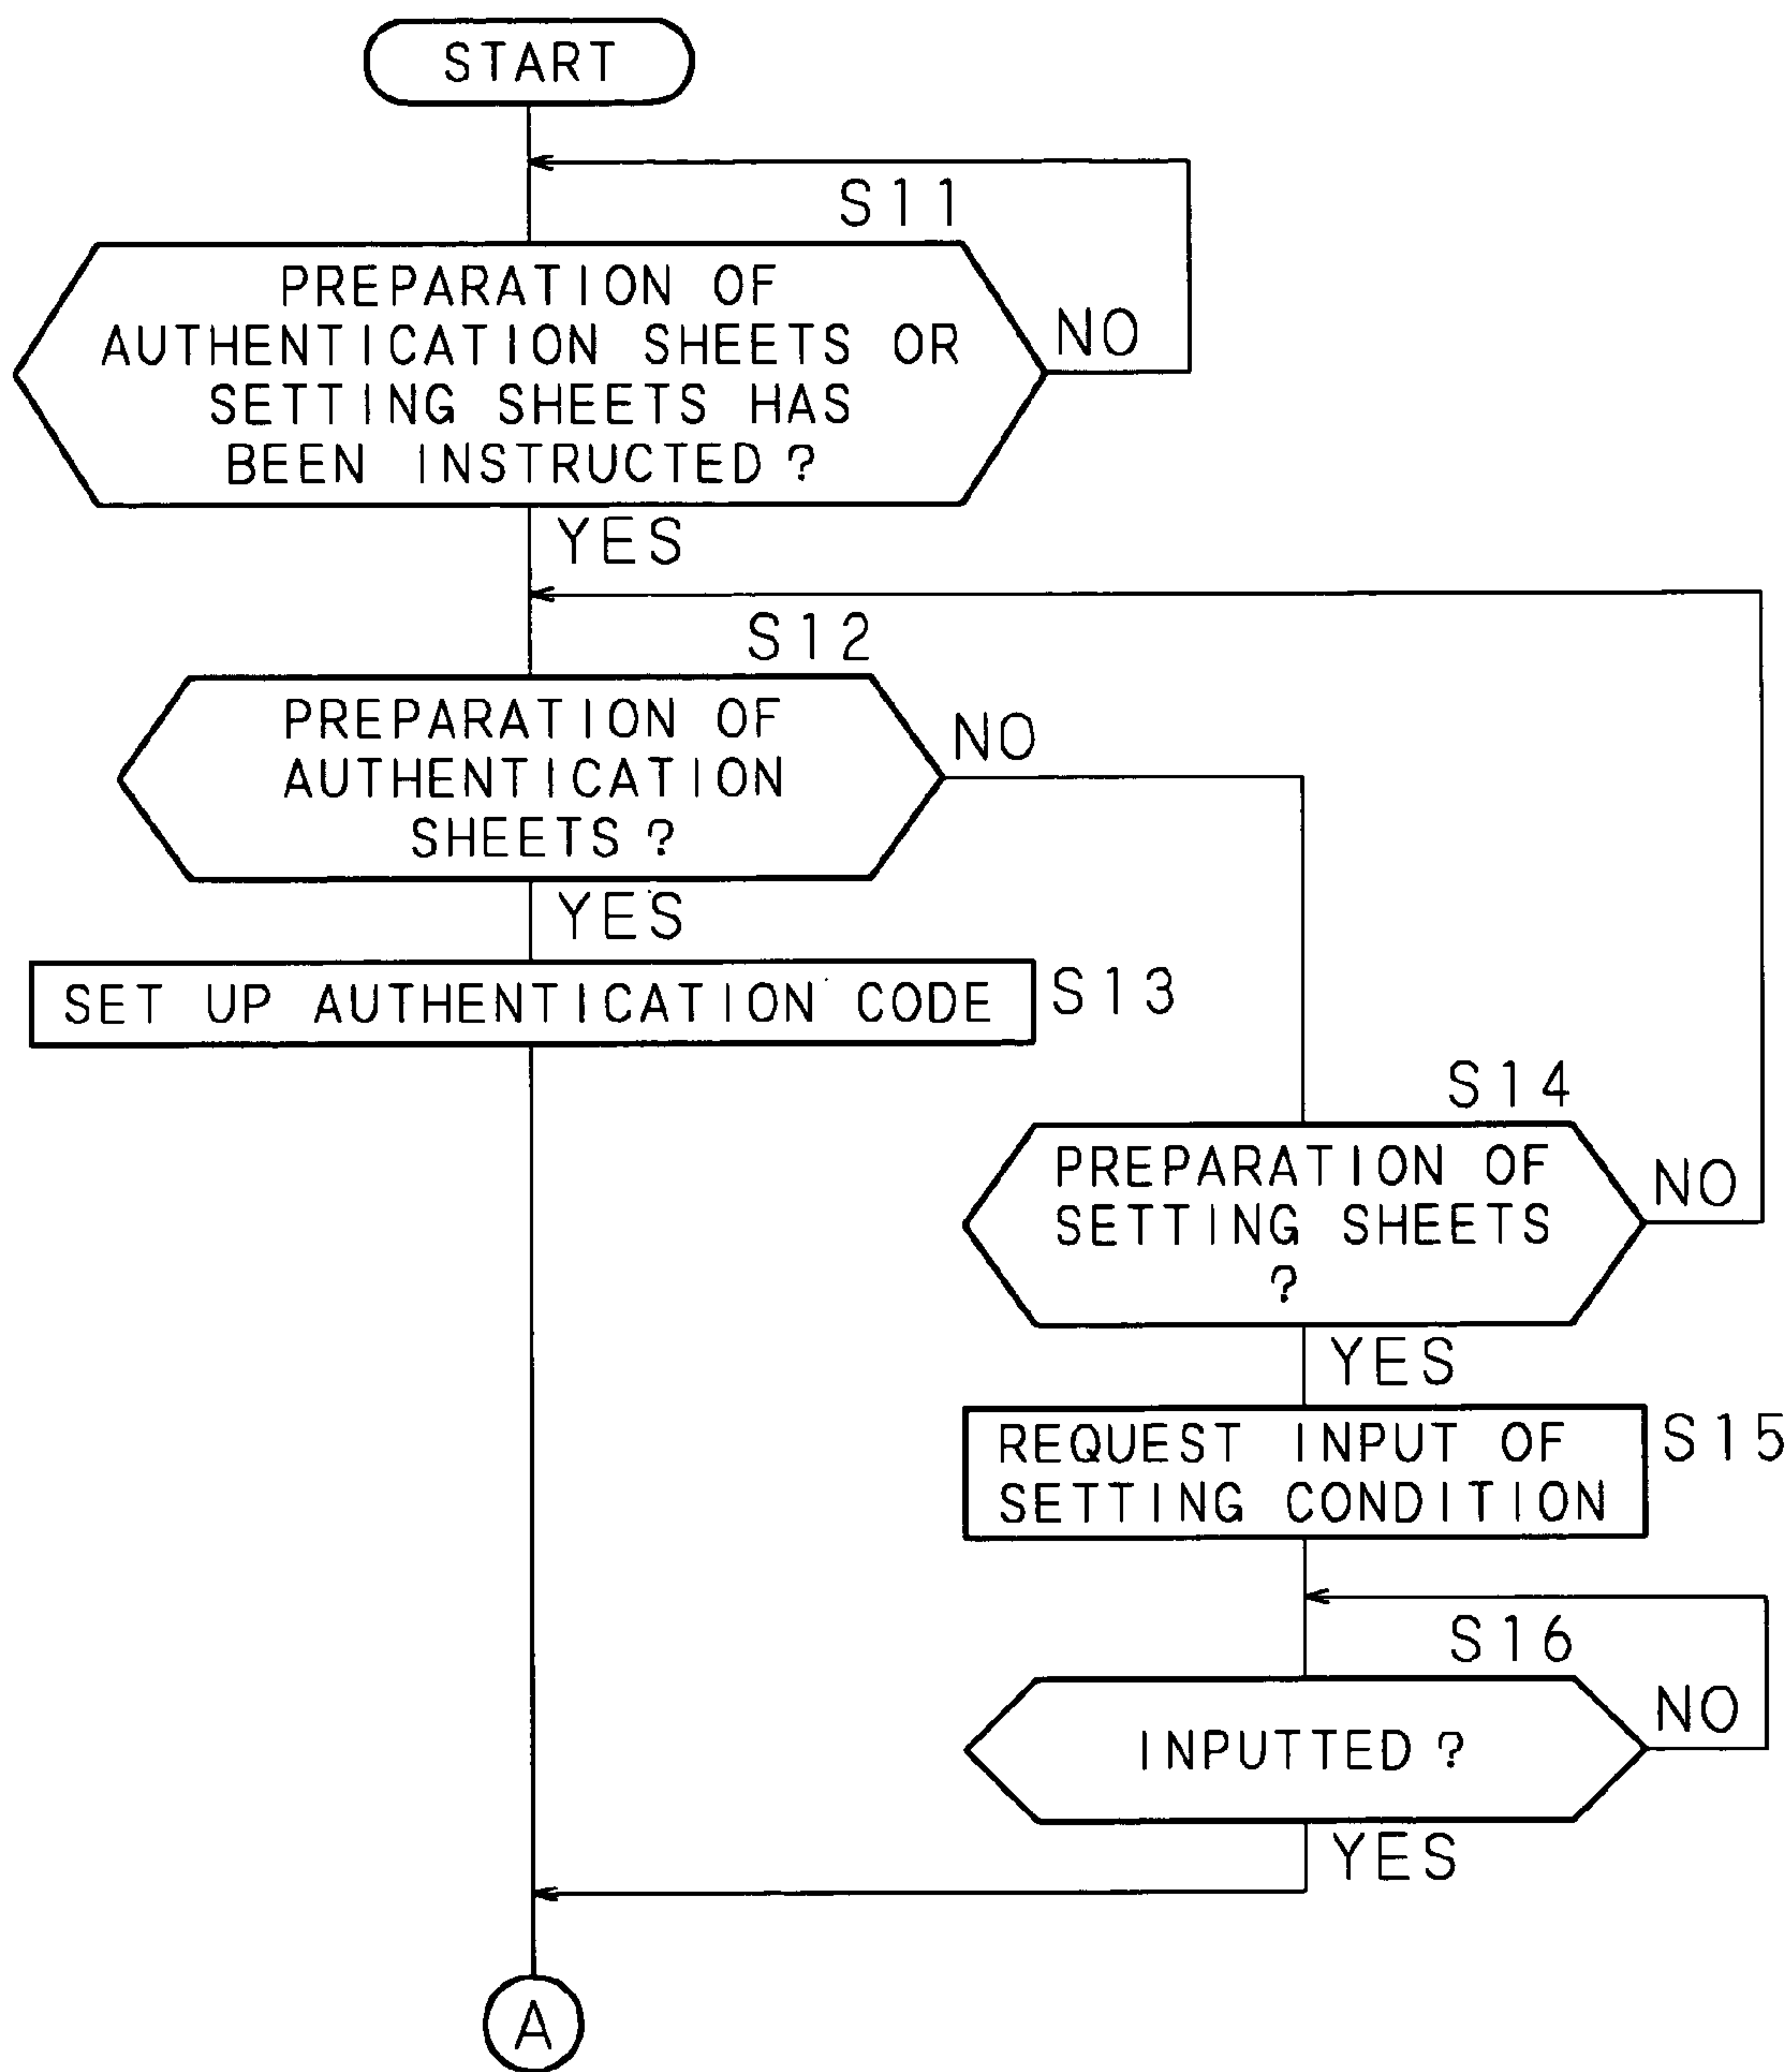 START
S11
PREPARATION OF
AUTHENTICATION SHEETS OR
SETTING SHEETS HAS
BEEN INSTRUCTED?
NO
YES
S12
PREPARATION OF
AUTHENTICATION
SHEETS?
NO
YES
SET UP AUTHENTICATION CODE
S13
S14
PREPARATION OF
SETTING SHEETS
?
NO
YES
REQUEST INPUT OF
SETTING CONDITION
S15
S16
INPUTTED?
NO
YES
A